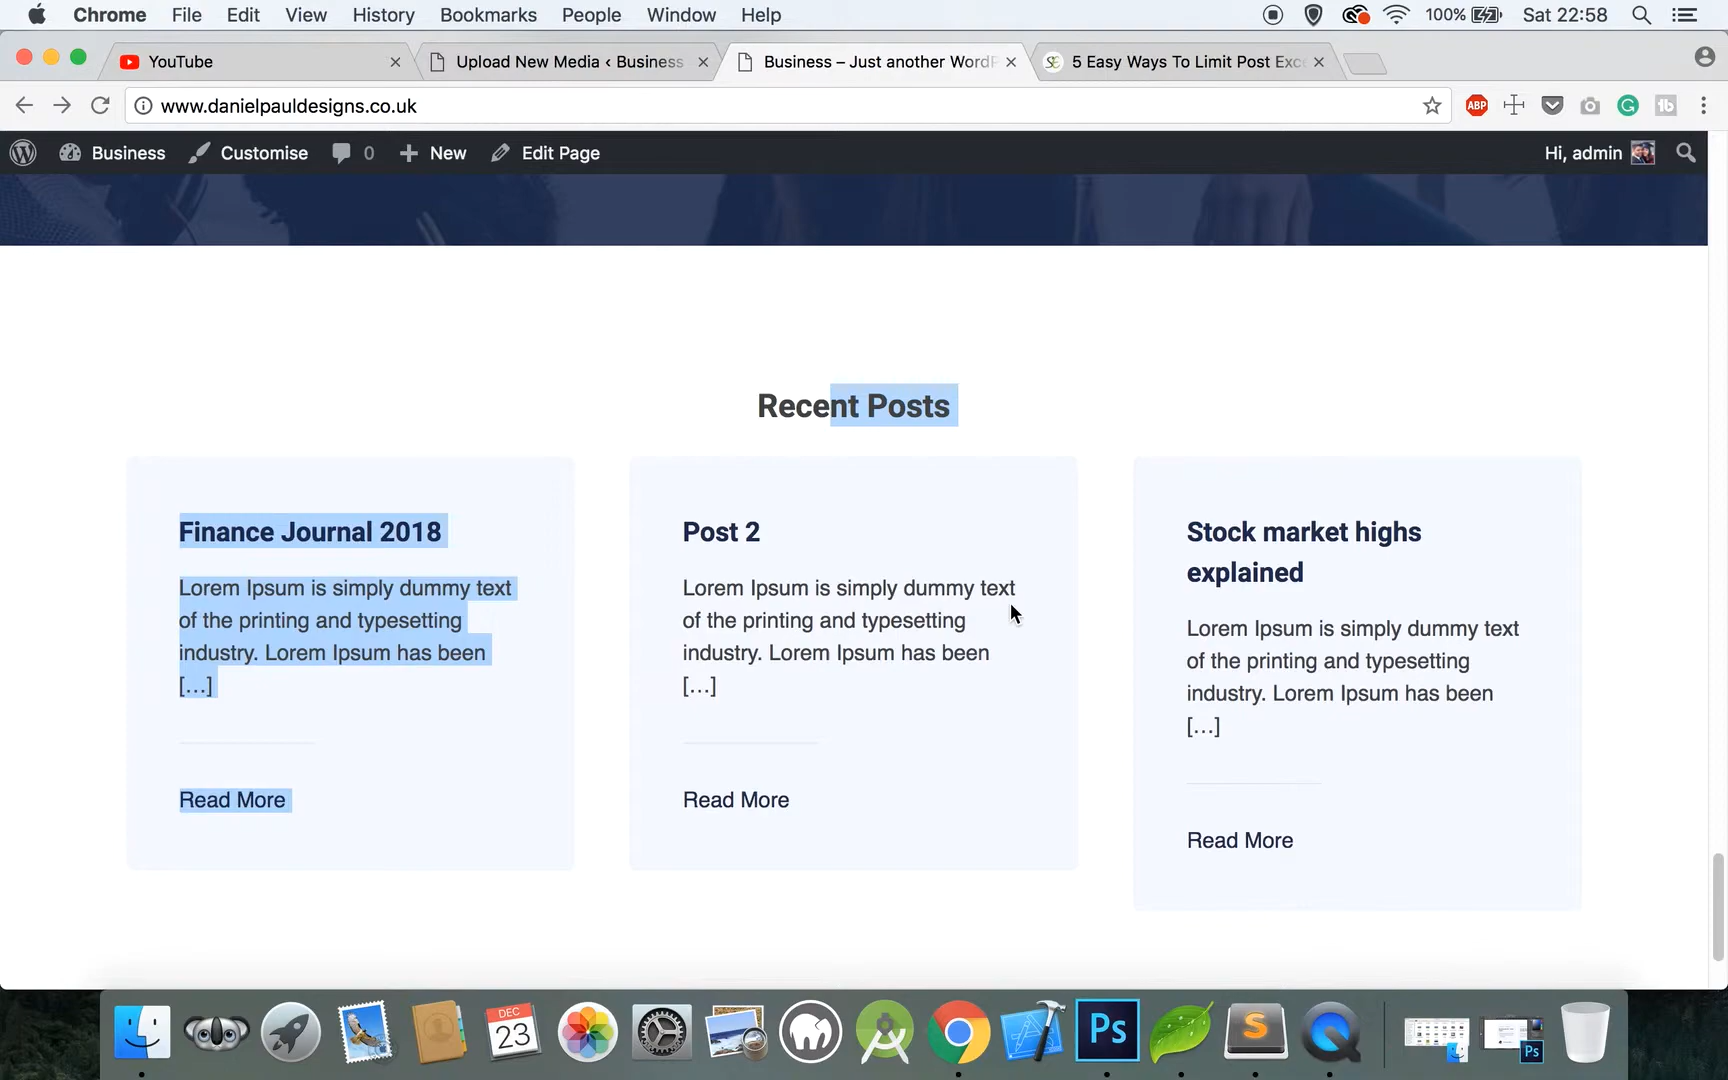 Chrome File Edit View History Bookmarks People Window Help 100% Sat 22:58
YouTube
Upload New Media ‹ Business
Business – Just another WordP
5 Easy Ways To Limit Post Exce
www.danielpauldesigns.co.uk
ABP
Business Customise 0 New Edit Page Hi, admin
Recent Posts
Finance Journal 2018
Lorem Ipsum is simply dummy text
of the printing and typesetting
industry. Lorem Ipsum has been
[…]
Read More
Post 2
Lorem Ipsum is simply dummy text
of the printing and typesetting
industry. Lorem Ipsum has been
[…]
Read More
Stock market highs
explained
Lorem Ipsum is simply dummy text
of the printing and typesetting
industry. Lorem Ipsum has been
[…]
Read More
DEC
23
Ps
S
Ps